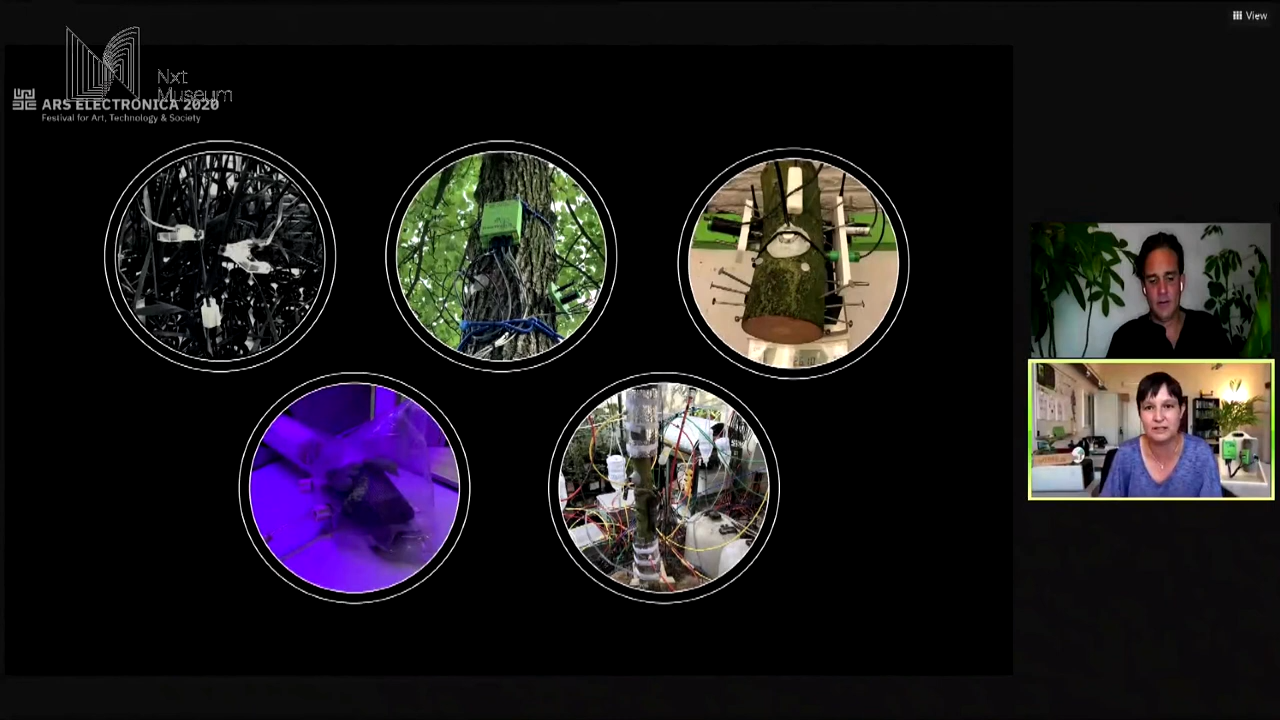 View
Nxt
Museum
ARS ELECTRONICA 2020
Festival for Art, Technology & Society